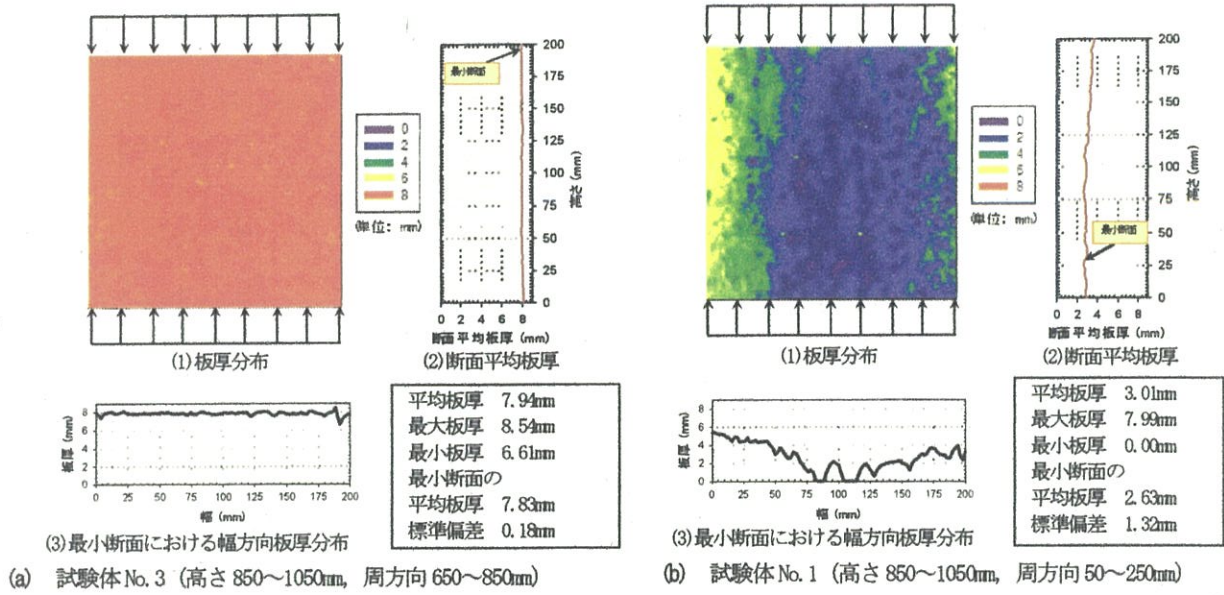 最小断面
0
2
4
6
8
(単位: mm)
200
175
150
125
100
75
50
25
0
高さ (mm)
0 2 4 6 8
断面平均板厚 (mm)
(1)板厚分布
(2)断面平均板厚
8
6
4
2
0
板厚 (mm)
0 25 50 75 100 125 150 175 200
幅 (mm)
(3)最小断面における幅方向板厚分布
平均板厚 7.94mm
最大板厚 8.54mm
最小板厚 6.61mm
最小断面の
平均板厚 7.83mm
標準偏差 0.18mm
(a) 試験体No.3 (高さ850~1050mm, 周方向650~850mm)
0
2
4
6
8
(単位: mm)
200
175
150
125
100
75
50
25
0
高さ (mm)
最小断面
0 2 4 6 8
断面平均板厚 (mm)
(1)板厚分布
(2)断面平均板厚
8
6
4
2
0
板厚 (mm)
0 25 50 75 100 125 150 175 200
幅 (mm)
(3)最小断面における幅方向板厚分布
平均板厚 3.01mm
最大板厚 7.99mm
最小板厚 0.00mm
最小断面の
平均板厚 2.63mm
標準偏差 1.32mm
(b) 試験体No.1 (高さ850~1050mm, 周方向50~250mm)